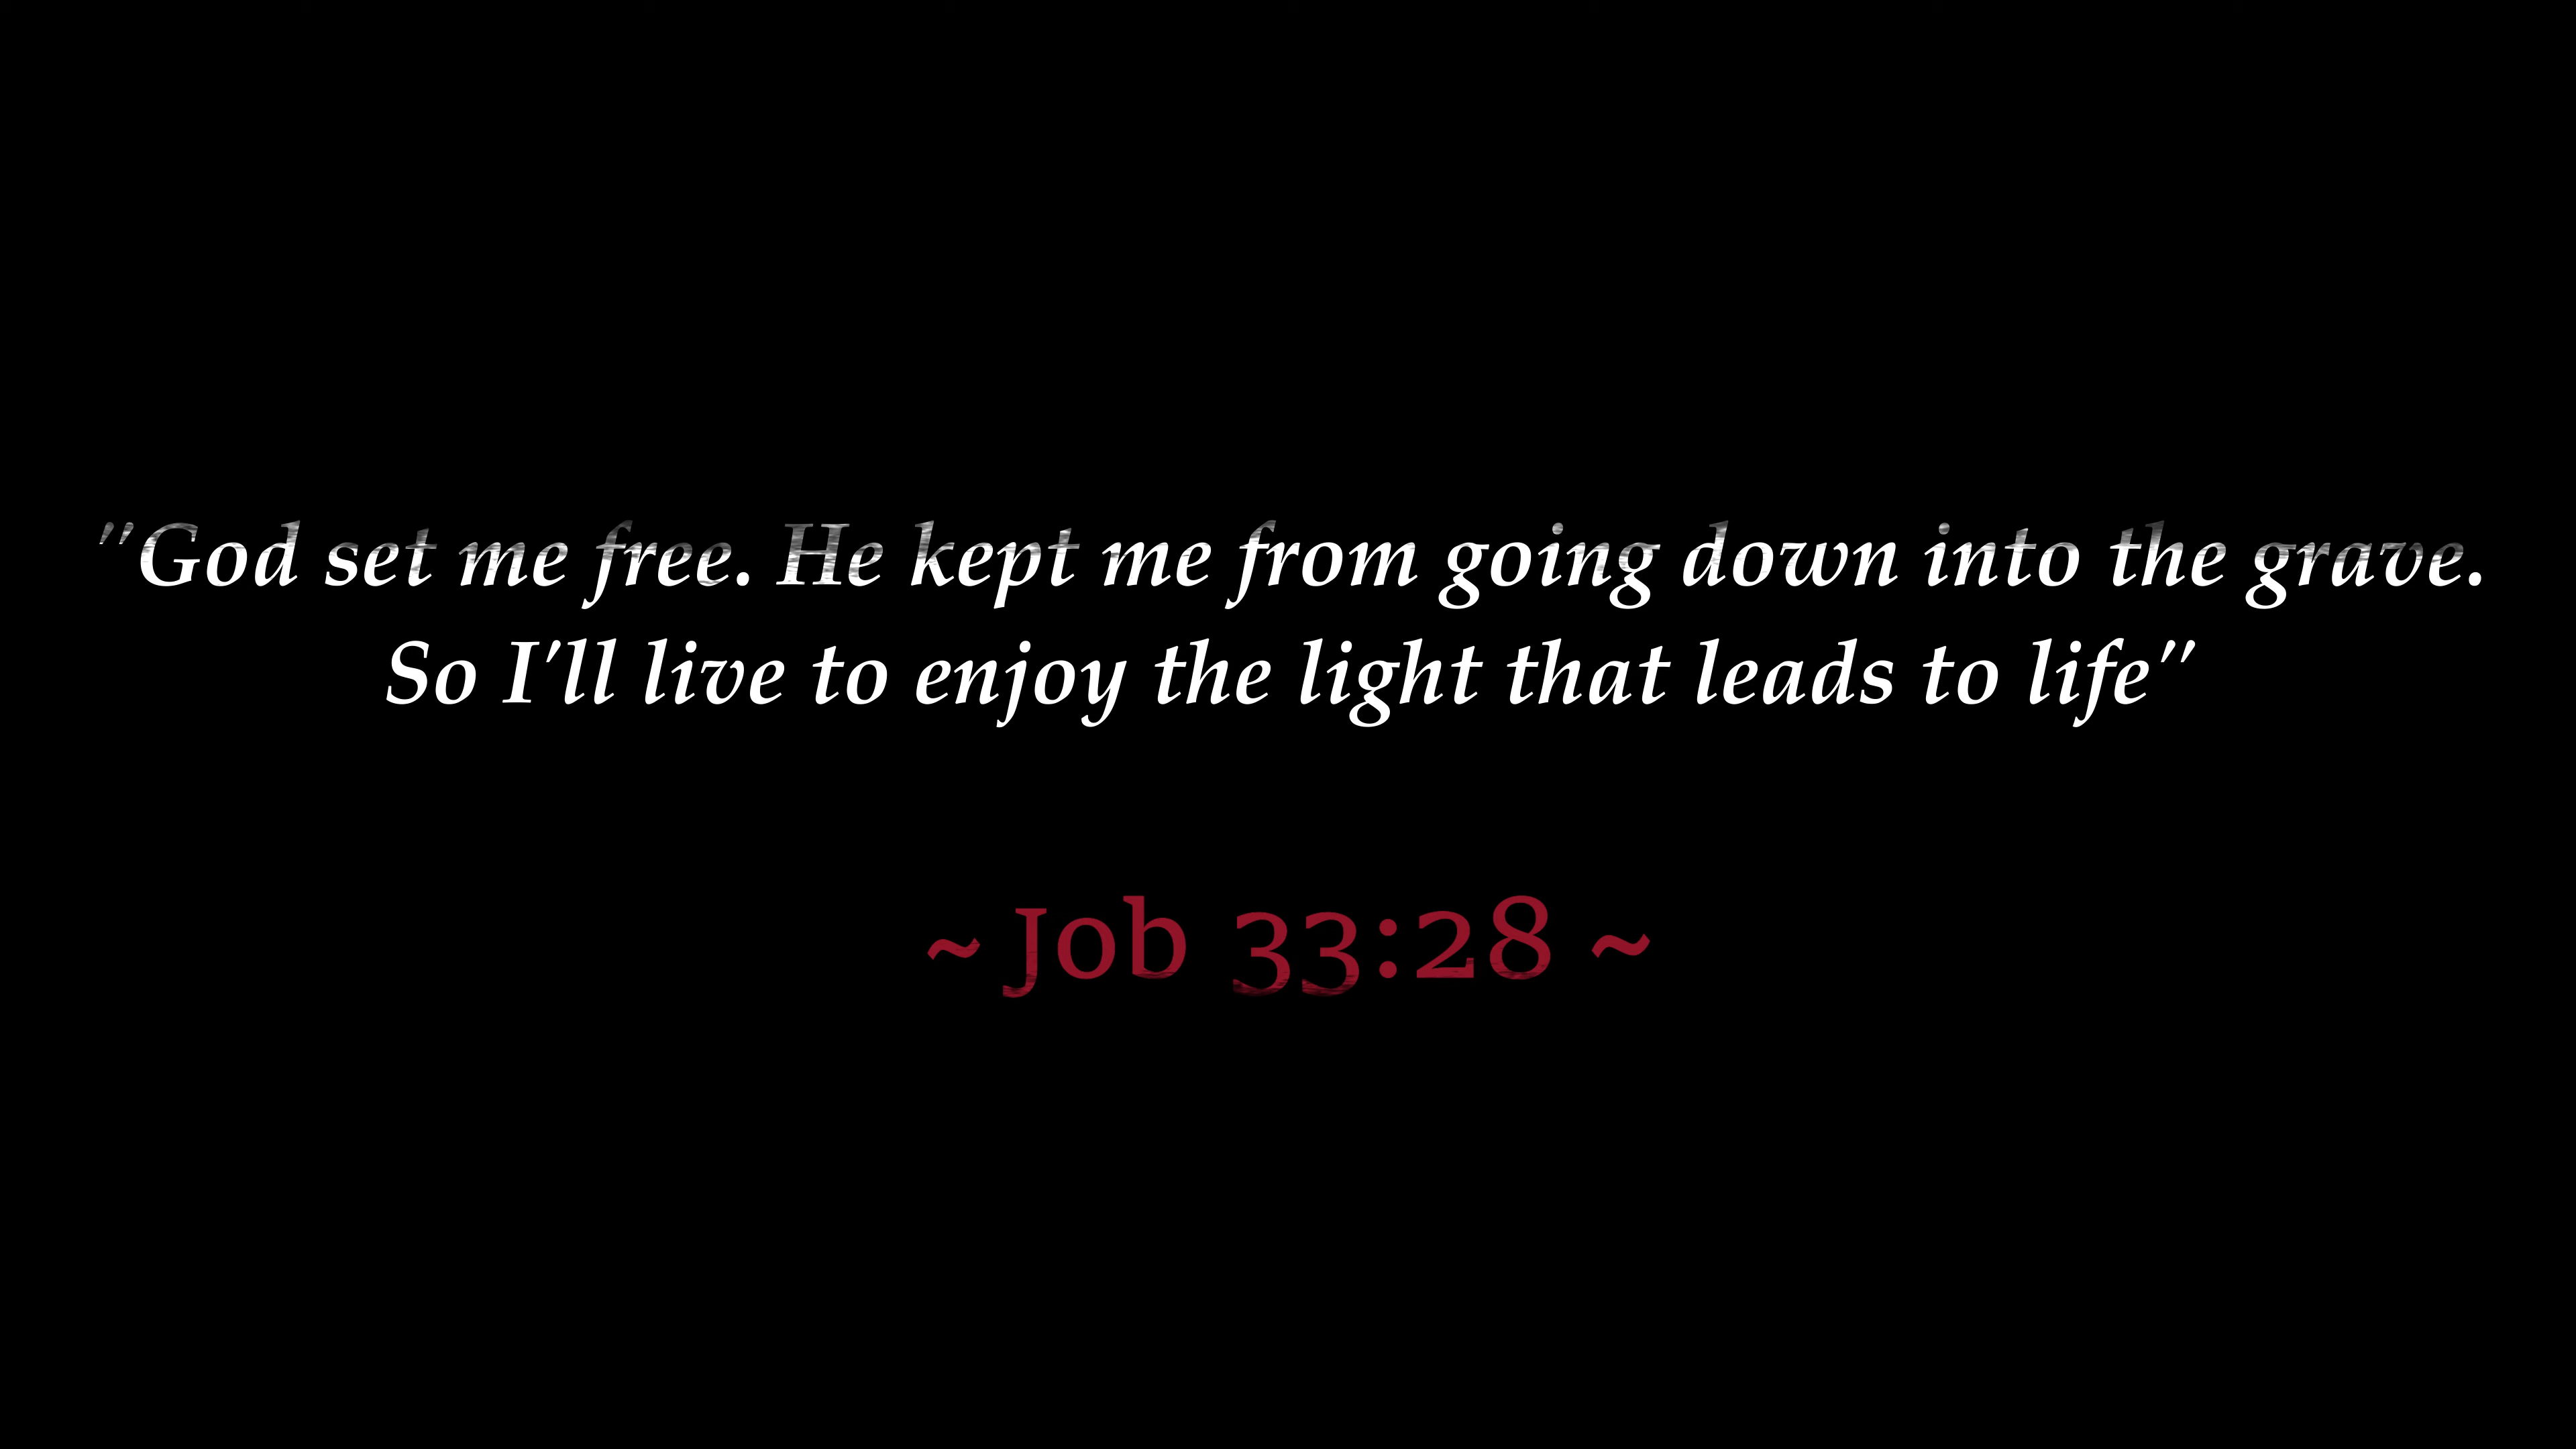 "God set me free. He kept me from going down into the grave.
So I'll live to enjoy the light that leads to life"
~ Job 33:28 ~